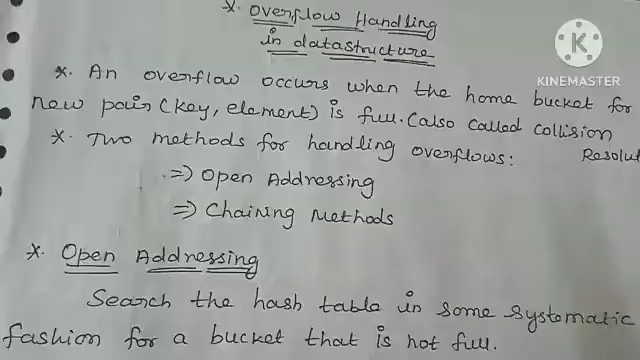 *. Overflow Handling
in datastructure
K
KINEMASTER
*. An overflow occurs when the home bucket for
new pair (key, element) is full. (also called collision
Resolut
*. Two methods for handling overflows:
=> Open Addressing
=> Chaining Methods
*. Open Addressing
Search the hash table in some systematic
fashion for a bucket that is not full.